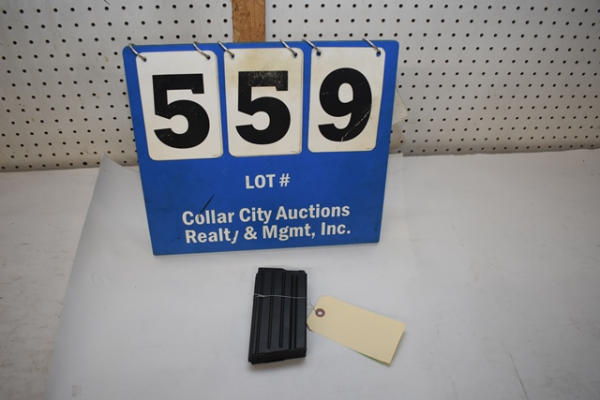 559
LOT #
Collar City Auctions
Realty & Mgmt, Inc.